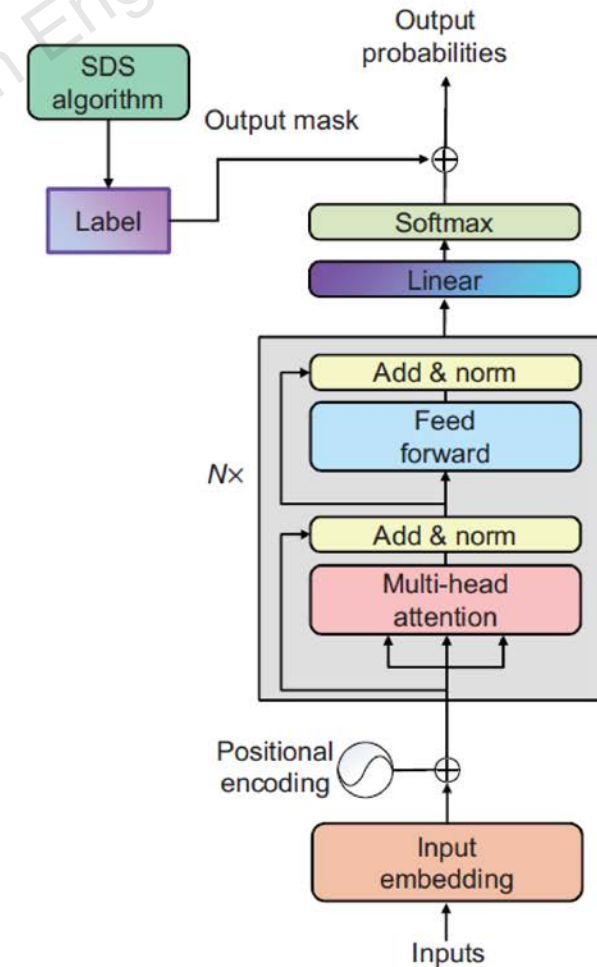 Output
probabilities
SDS
algorithm
Output mask
Label
Softmax
Linear
Add & norm
Feed
forward
N×
Add & norm
Multi-head
attention
Positional
encoding
Input
embedding
Inputs